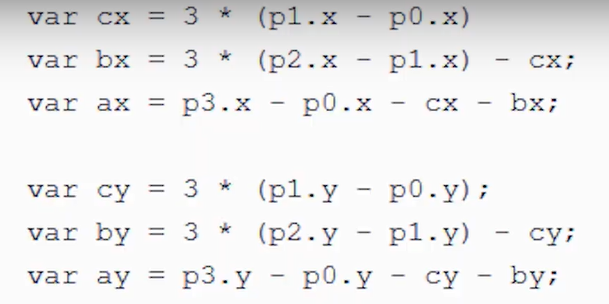 var cx = 3 * (p1.x - p0.x)
var bx = 3 * (p2.x - p1.x) - cx;
var ax = p3.x - p0.x - cx - bx;
var cy = 3 * (p1.y - p0.y);
var by = 3 * (p2.y - p1.y) - cy;
var ay = p3.y - p0.y - cy - by;